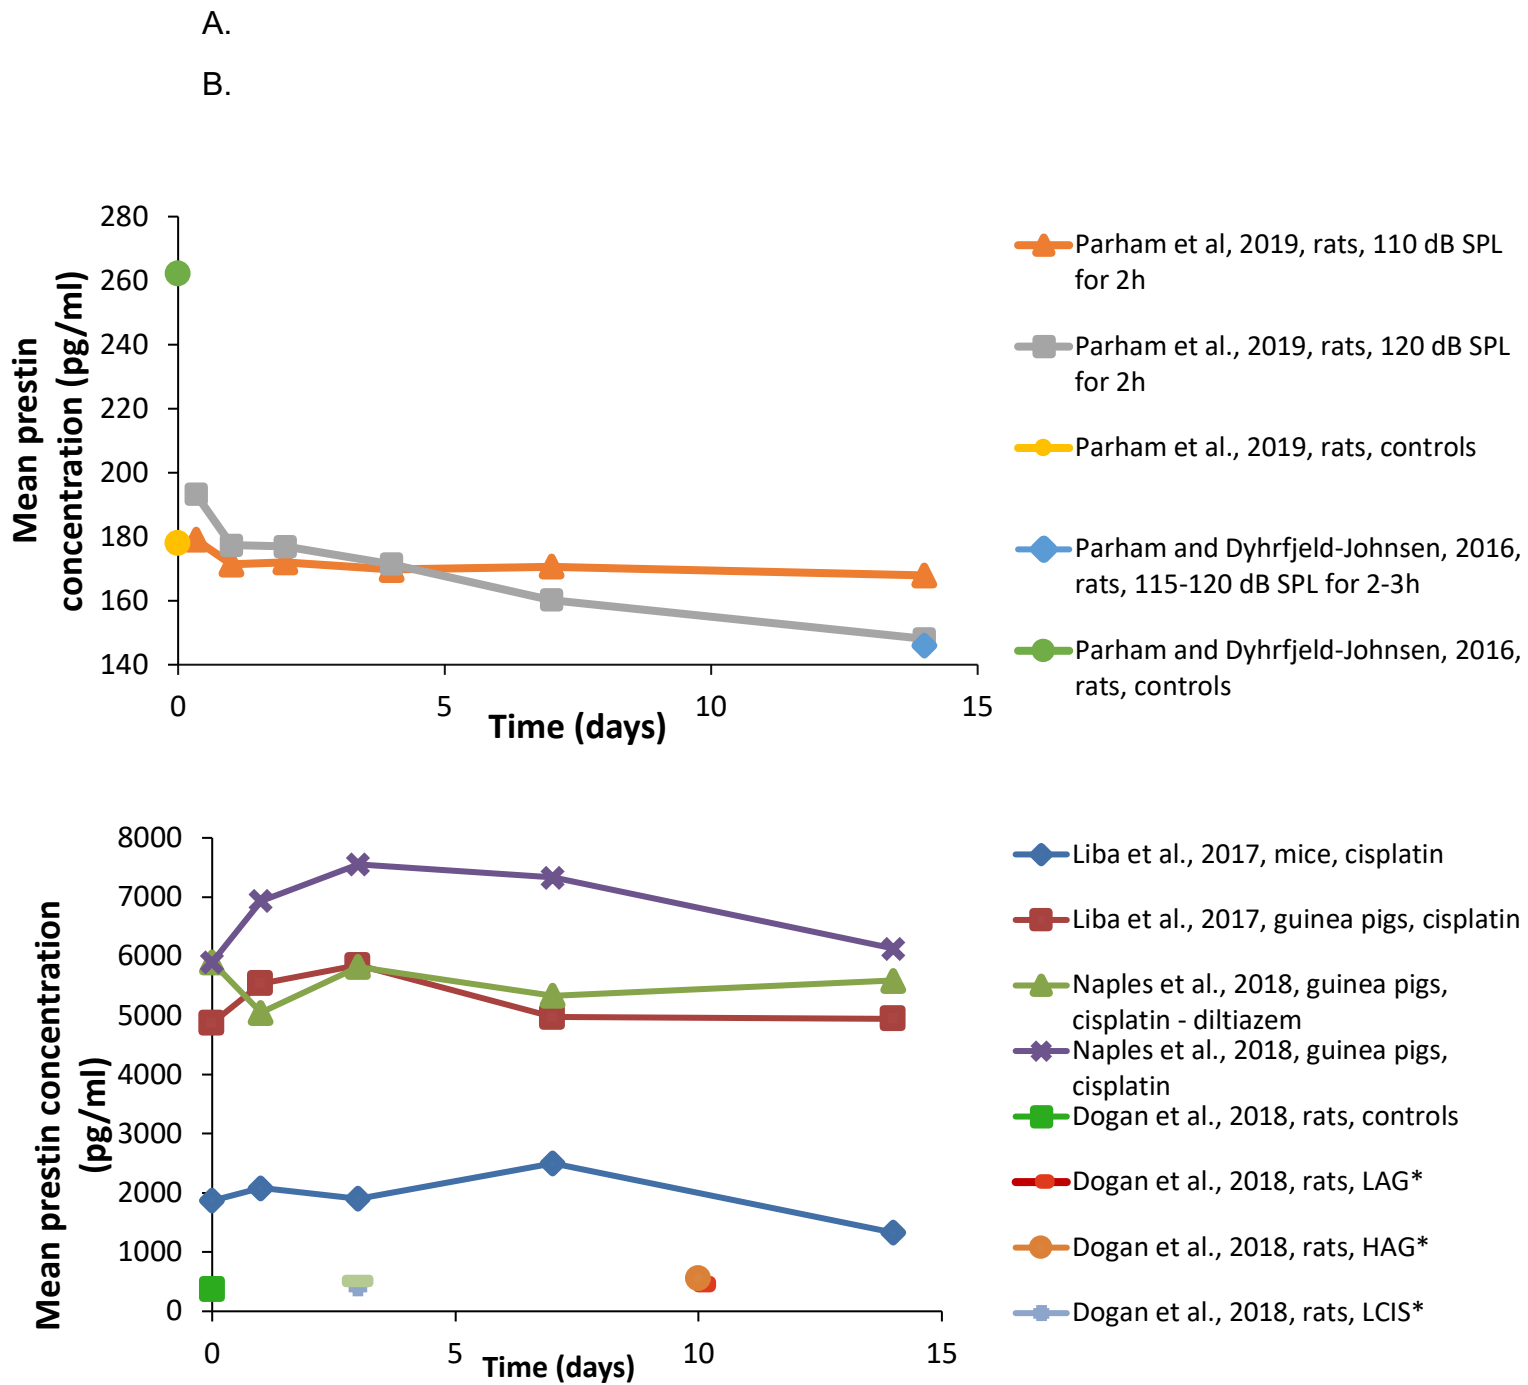 A.
B.
280
260
240
220
200
180
160
140
0
5
10
15
Mean prestin
concentration (pg/ml)
Time (days)
Parham et al, 2019, rats, 110 dB SPL
for 2h
Parham et al., 2019, rats, 120 dB SPL
for 2h
Parham et al., 2019, rats, controls
Parham and Dyhrfjeld-Johnsen, 2016,
rats, 115-120 dB SPL for 2-3h
Parham and Dyhrfjeld-Johnsen, 2016,
rats, controls
8000
7000
6000
5000
4000
3000
2000
1000
0
0
5
10
15
Mean prestin concentration
(pg/ml)
Time (days)
Liba et al., 2017, mice, cisplatin
Liba et al., 2017, guinea pigs, cisplatin
Naples et al., 2018, guinea pigs,
cisplatin - diltiazem
Naples et al., 2018, guinea pigs,
cisplatin
Dogan et al., 2018, rats, controls
Dogan et al., 2018, rats, LAG*
Dogan et al., 2018, rats, HAG*
Dogan et al., 2018, rats, LCIS*